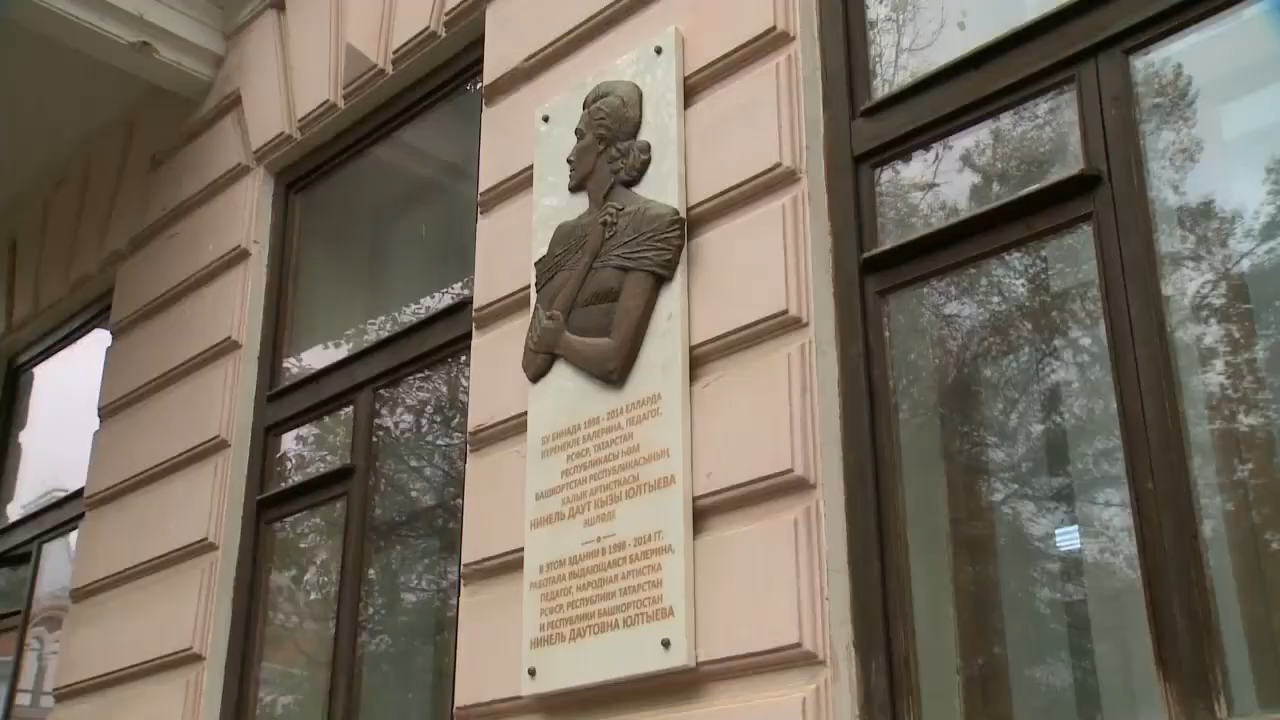 БУ БИНАДА 1998 - 2014 ЕЛЛАРДА
КҮРЕНЕКЛЕ БАЛЕРИНА, ПЕДАГОГ,
РСФСР, ТАТАРСТАН
РЕСПУБЛИКАСЫ ҺӘМ
БАШКОРТСТАН РЕСПУБЛИКАСЫНЫҢ
ХАЛЫК АРТИСТКАСЫ
НИНЕЛЬ ДАУТ КЫЗЫ ЮЛТЫЕВА
ЭШЛӘДЕ
В ЭТОМ ЗДАНИИ В 1998 - 2014 ГГ.
РАБОТАЛА ВЫДАЮЩАЯСЯ БАЛЕРИНА,
ПЕДАГОГ, НАРОДНАЯ АРТИСТКА
РСФСР, РЕСПУБЛИКИ ТАТАРСТАН
И РЕСПУБЛИКИ БАШКОРТОСТАН
НИНЕЛЬ ДАУТОВНА ЮЛТЫЕВА